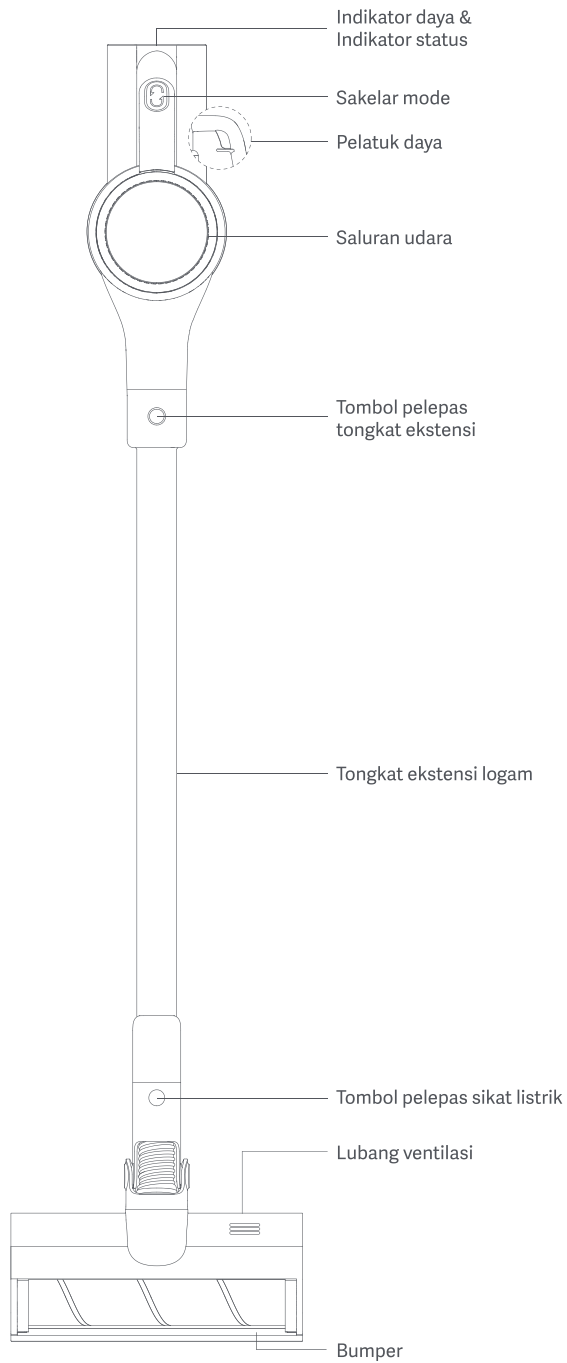 Indikator daya &
Indikator status
Sakelar mode
Pelatuk daya
Saluran udara
Tombol pelepas
tongkat ekstensi
Tongkat ekstensi logam
Tombol pelepas sikat listrik
Lubang ventilasi
Bumper